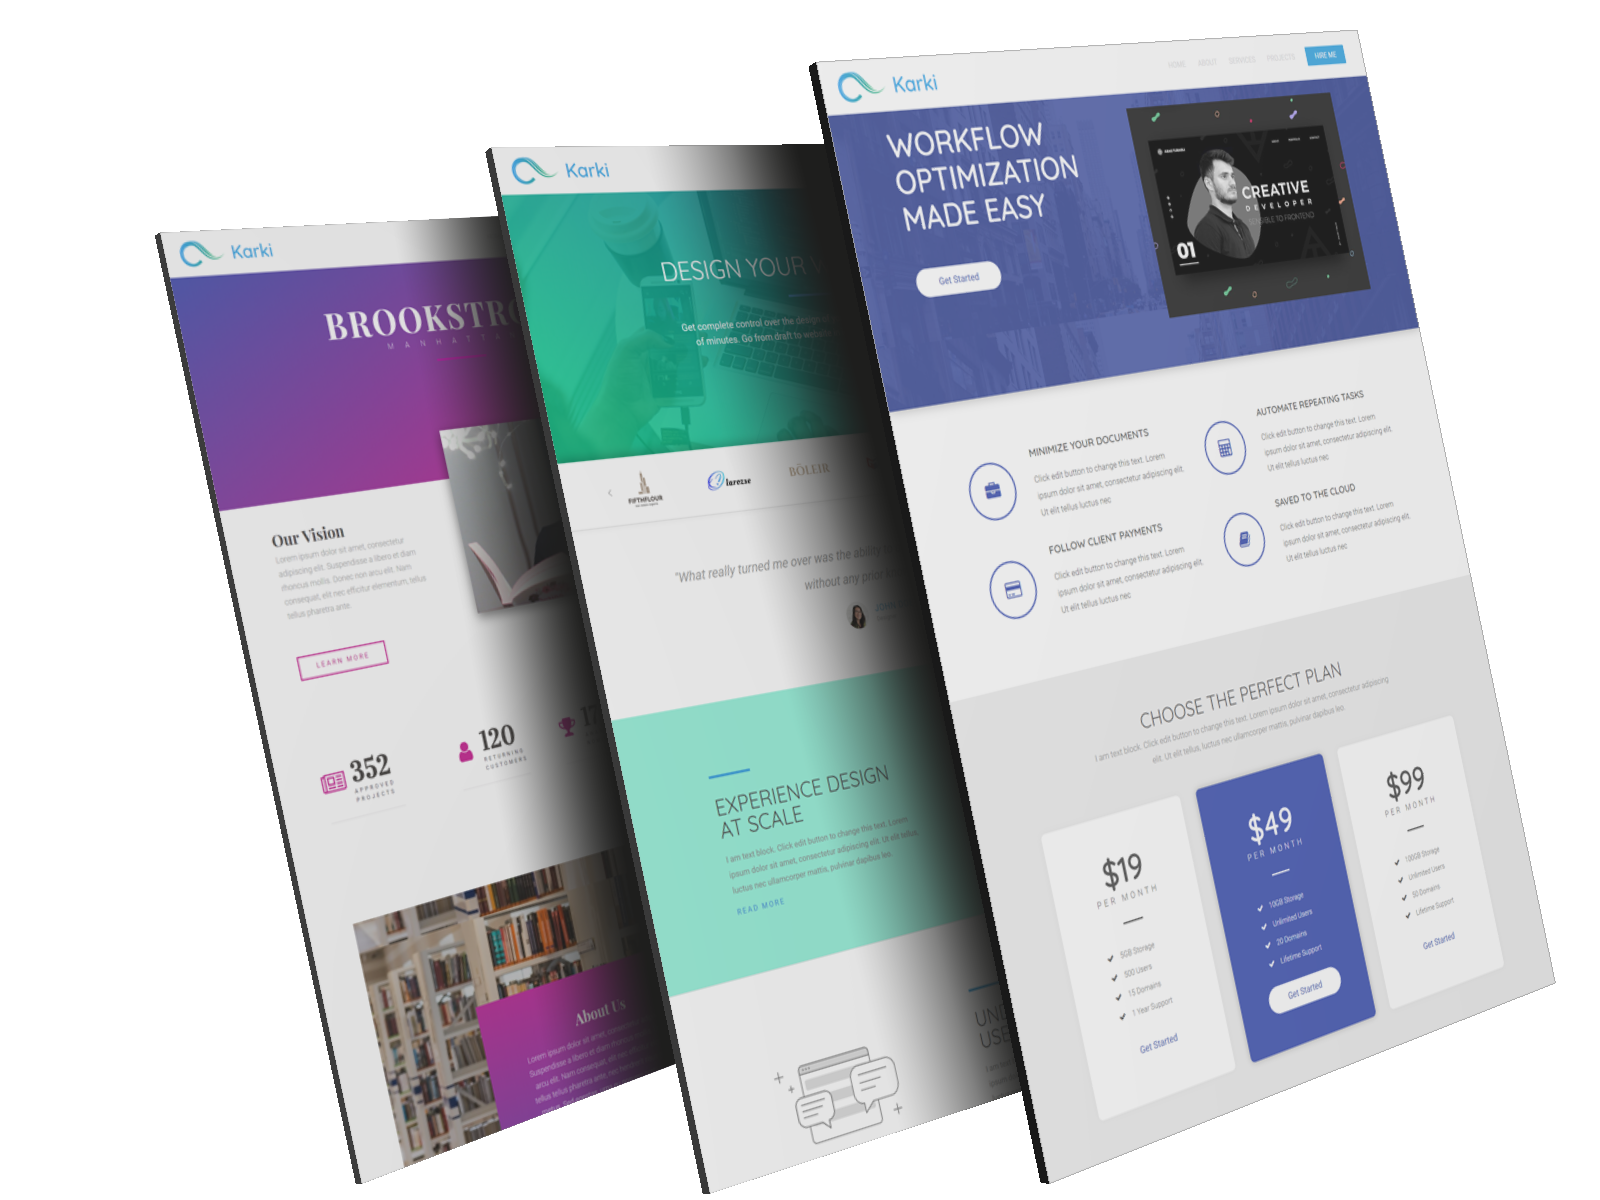 Karki
BROOKSTR
MANHATTA
Our Vision
Lorem ipsum dolor sit amet, consectetur
adipiscing elit. Suspendisse a libero et diam
rhoncus mollis. Donec non arcu elit. Nam
consequat, elit nec efficitur elementum, tellus
tellus pharetra ante.
LEARN MORE
352
APPROVED
PROJECTS
120
RETURNING
CUSTOMERS
17
About Us
Lorem ipsum dolor sit amet, consectetur
Suspendisse a libero et diam rhoncus
arcu elit. Nam consequat, elit nec
tellus tellus pharetra ante, nec
Karki
DESIGN YOUR
Get complete control over the design
of minutes. Go from draft to website
FIFTHFLOUR
larezse
BOLEIR
"What really turned me over was the ability
without any prior
EXPERIENCE DESIGN
AT SCALE
I am text block. Click edit button to change this text. Lorem
ipsum dolor sit amet, consectetur adipiscing elit. Ut elit tellus,
luctus nec ullamcorper mattis, pulvinar dapibus leo.
READ MORE
UNE
USE
Karki
HOME ABOUT SERVICES PROJECTS HIRE ME
WORKFLOW
OPTIMIZATION
MADE EASY
Get Started
CREATIVE
DEVELOPER
01
MINIMIZE YOUR DOCUMENTS
Click edit button to change this text. Lorem
ipsum dolor sit amet, consectetur adipiscing elit.
Ut elit tellus luctus nec
AUTOMATE REPEATING TASKS
Click edit button to change this text. Lorem
ipsum dolor sit amet, consectetur adipiscing elit.
Ut elit tellus luctus nec
FOLLOW CLIENT PAYMENTS
Click edit button to change this text. Lorem
ipsum dolor sit amet, consectetur adipiscing elit.
Ut elit tellus luctus nec
SAVED TO THE CLOUD
Click edit button to change this text. Lorem
ipsum dolor sit amet, consectetur adipiscing elit.
Ut elit tellus luctus nec
CHOOSE THE PERFECT PLAN
I am text block. Click edit button to change this text. Lorem ipsum dolor sit amet, consectetur adipiscing
elit. Ut elit tellus, luctus nec ullamcorper mattis, pulvinar dapibus leo.
$19
PER MONTH
5GB Storage
500 Users
15 Domains
1 Year Support
Get Started
$49
PER MONTH
10GB Storage
Unlimited Users
20 Domains
Lifetime Support
Get Started
$99
PER MONTH
100GB Storage
Unlimited Users
50 Domains
Lifetime Support
Get Started